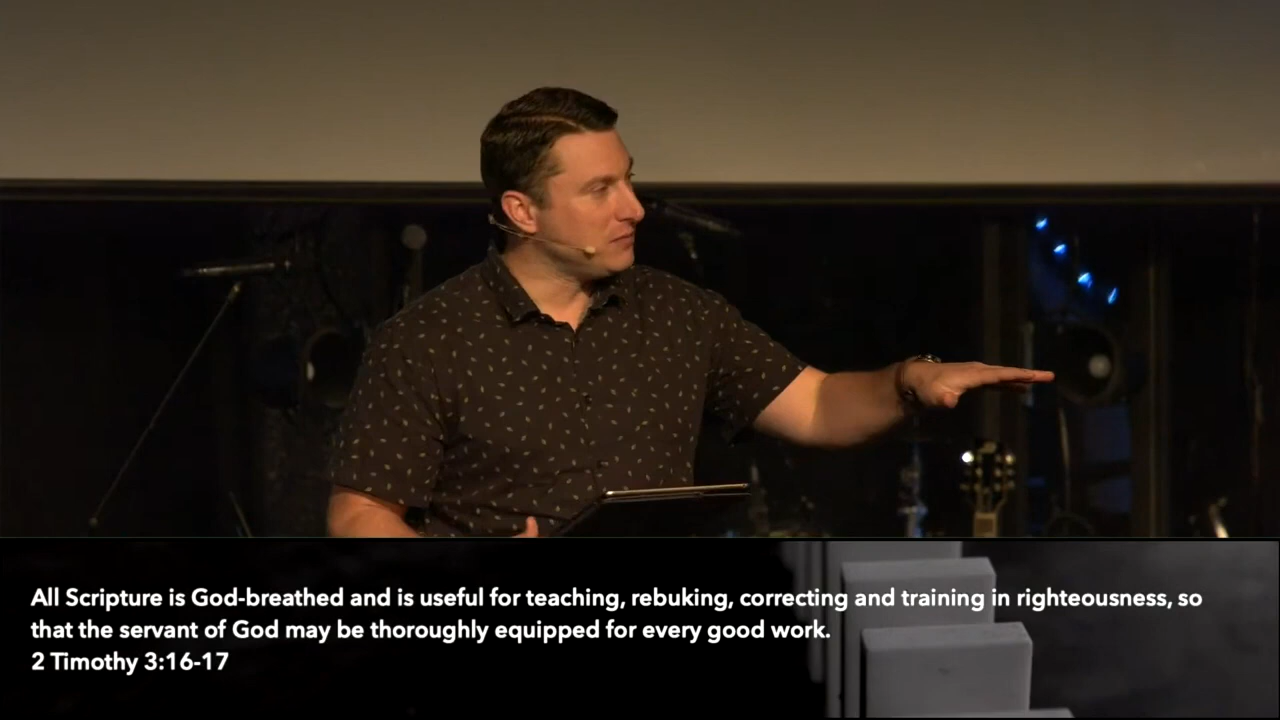 All Scripture is God-breathed and is useful for teaching, rebuking, correcting and training in righteousness, so
that the servant of God may be thoroughly equipped for every good work.
2 Timothy 3:16-17